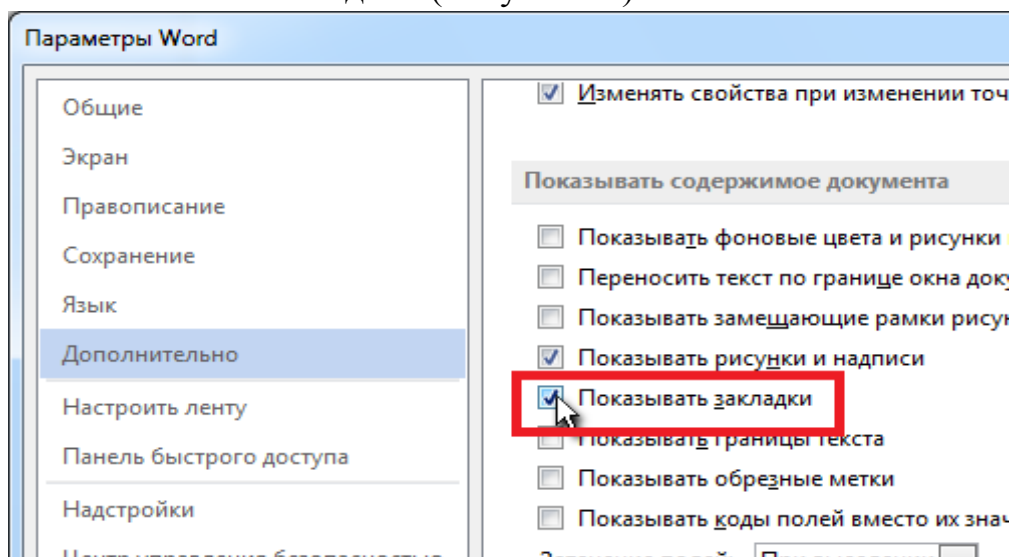 Параметры Word
Общие
Экран
Правописание
Сохранение
Язык
Дополнительно
Настроить ленту
Панель быстрого доступа
Надстройки
Изменять свойства при изменении точ
Показывать содержимое документа
Показывать фоновые цвета и рисунки
Переносить текст по границе окна док
Показывать замещающие рамки рисун
Показывать рисунки и надписи
Показывать закладки
Показывать границы текста
Показывать обрезные метки
Показывать коды полей вместо их знач